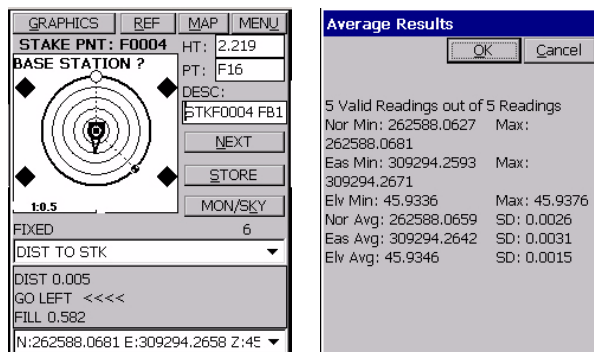 GRAPHICS REF MAP MENU
STAKE PNT: F0004 HT: 2.219
BASE STATION ?
PT: F16
DESC:
STKF0004 FB1
NEXT
STORE
1:0.5
MON/SKY
FIXED 6
DIST TO STK
DIST 0.005
GO LEFT <<<<
FILL 0.582
N:262588.0681 E:309294.2658 Z:45
Average Results
OK Cancel
5 Valid Readings out of 5 Readings
Nor Min: 262588.0627 Max:
262588.0681
Eas Min: 309294.2593 Max:
309294.2671
Elv Min: 45.9336 Max: 45.9376
Nor Avg: 262588.0659 SD: 0.0026
Eas Avg: 309294.2642 SD: 0.0031
Elv Avg: 45.9346 SD: 0.0015